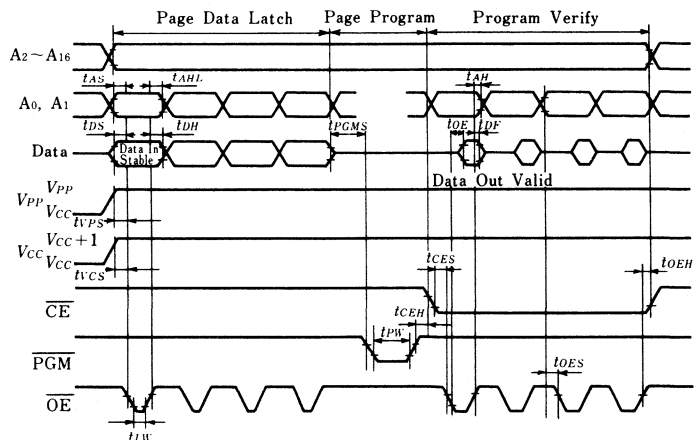 Page Data Latch Page Program Program Verify
A2~A16
tAS tAHL tAH
A0, A1
tDS tDH tPGMS tOE tDF
Data Data In Stable
Data Out Valid
VPP VPP
VCC
tVPS
VCC VCC+1
VCC
tVCS
tCES tOEH
CE
tCEH
tPW
PGM
tOES
OE
tLW